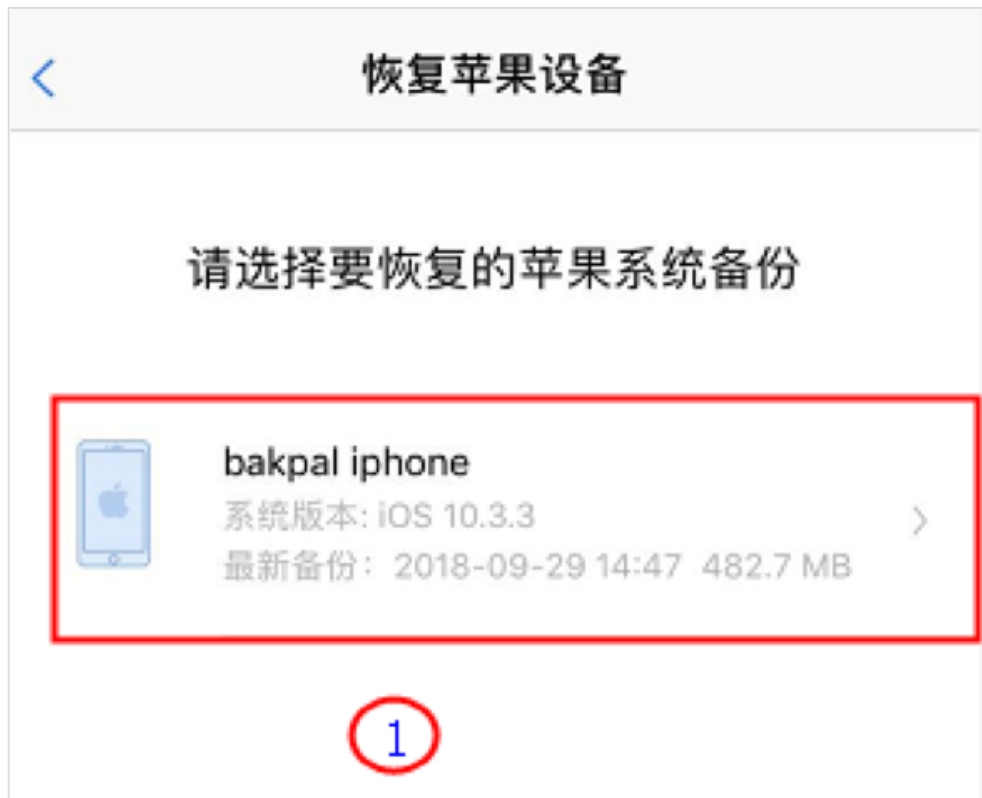 恢复苹果设备
请选择要恢复的苹果系统备份
bakpal iphone
系统版本: iOS 10.3.3
最新备份：2018-09-29 14:47 482.7 MB
1